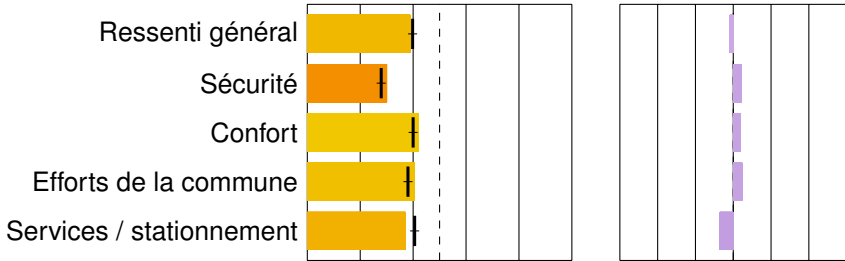 Ressenti général
Sécurité
Confort
Efforts de la commune
Services / stationnement